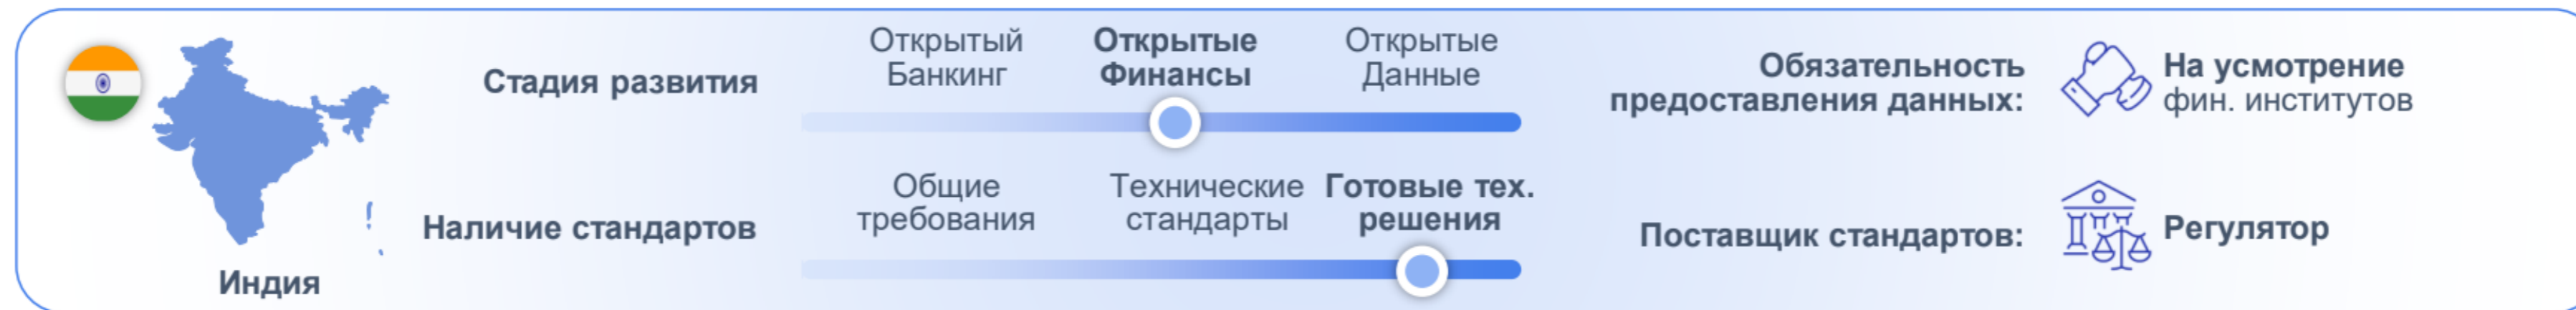 Стадия развития
Открытый
Банкинг
Открытые
Финансы
Открытые
Данные
Обязательность
предоставления данных:
На усмотрение
фин. институтов
Наличие стандартов
Общие
требования
Технические
стандарты
Готовые тех.
решения
Поставщик стандартов:
Регулятор
Индия